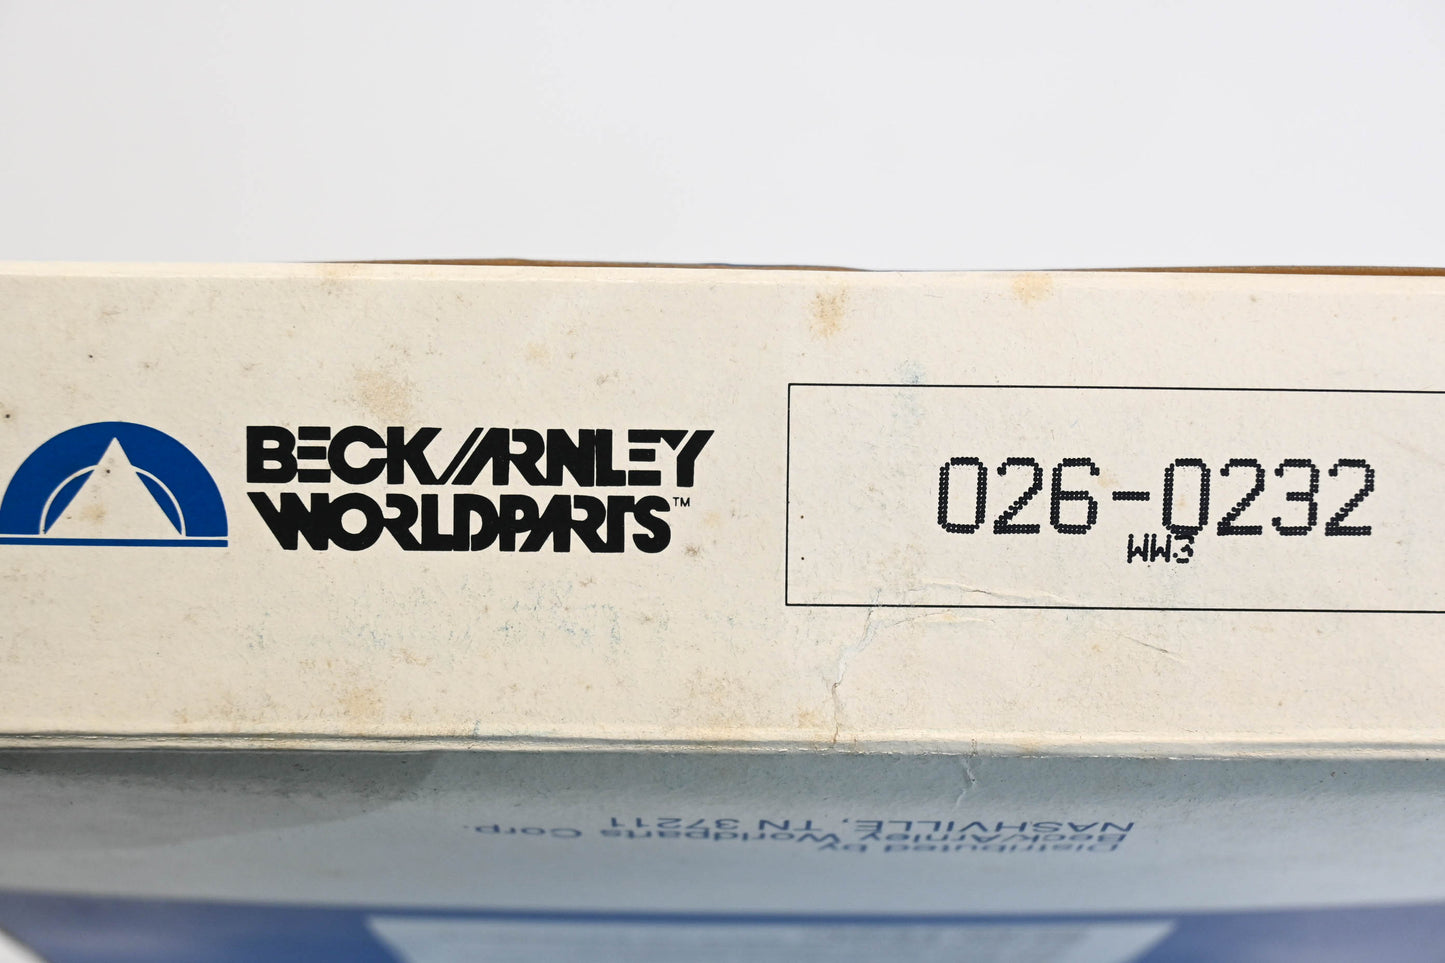 BECK/ARNLEY
WORLDPARTS™
026-0232
WW3
Distributed by
Beck/Arnley Worldparts Corp.
NASHVILLE, TN 37211